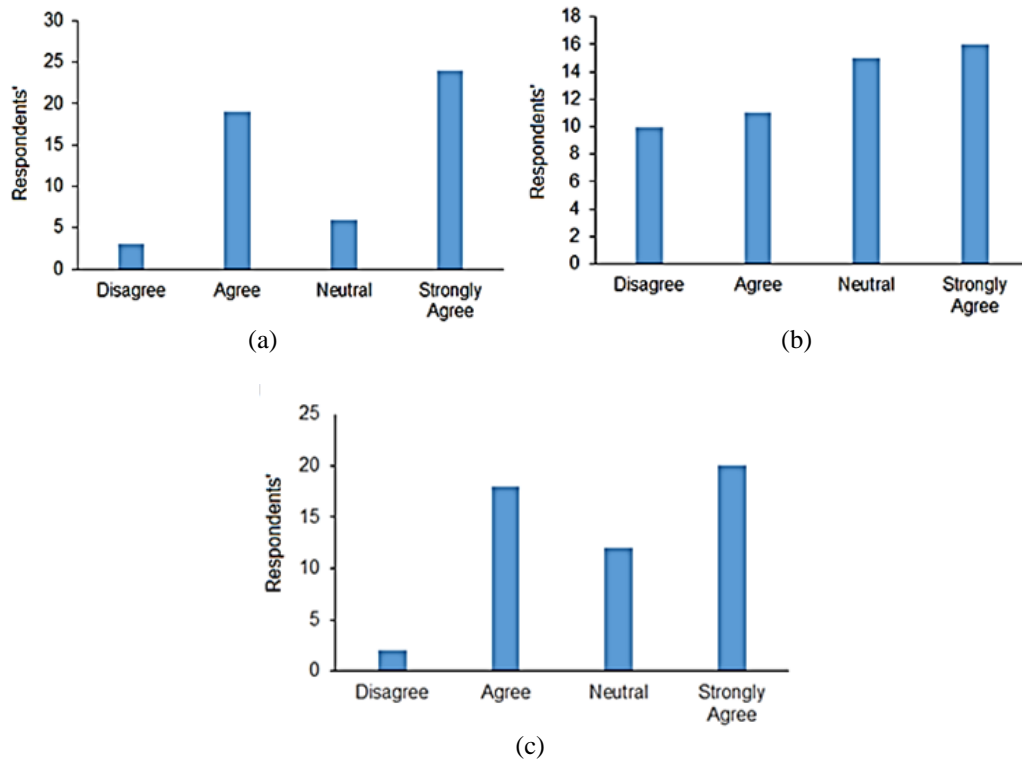 30
25
20
15
10
5
0
Respondents'
Disagree
Agree
Neutral
Strongly
Agree
(a)
18
16
14
12
10
8
6
4
2
0
Respondents'
Disagree
Agree
Neutral
Strongly
Agree
(b)
25
20
15
10
5
0
Respondents'
Disagree
Agree
Neutral
Strongly
Agree
(c)